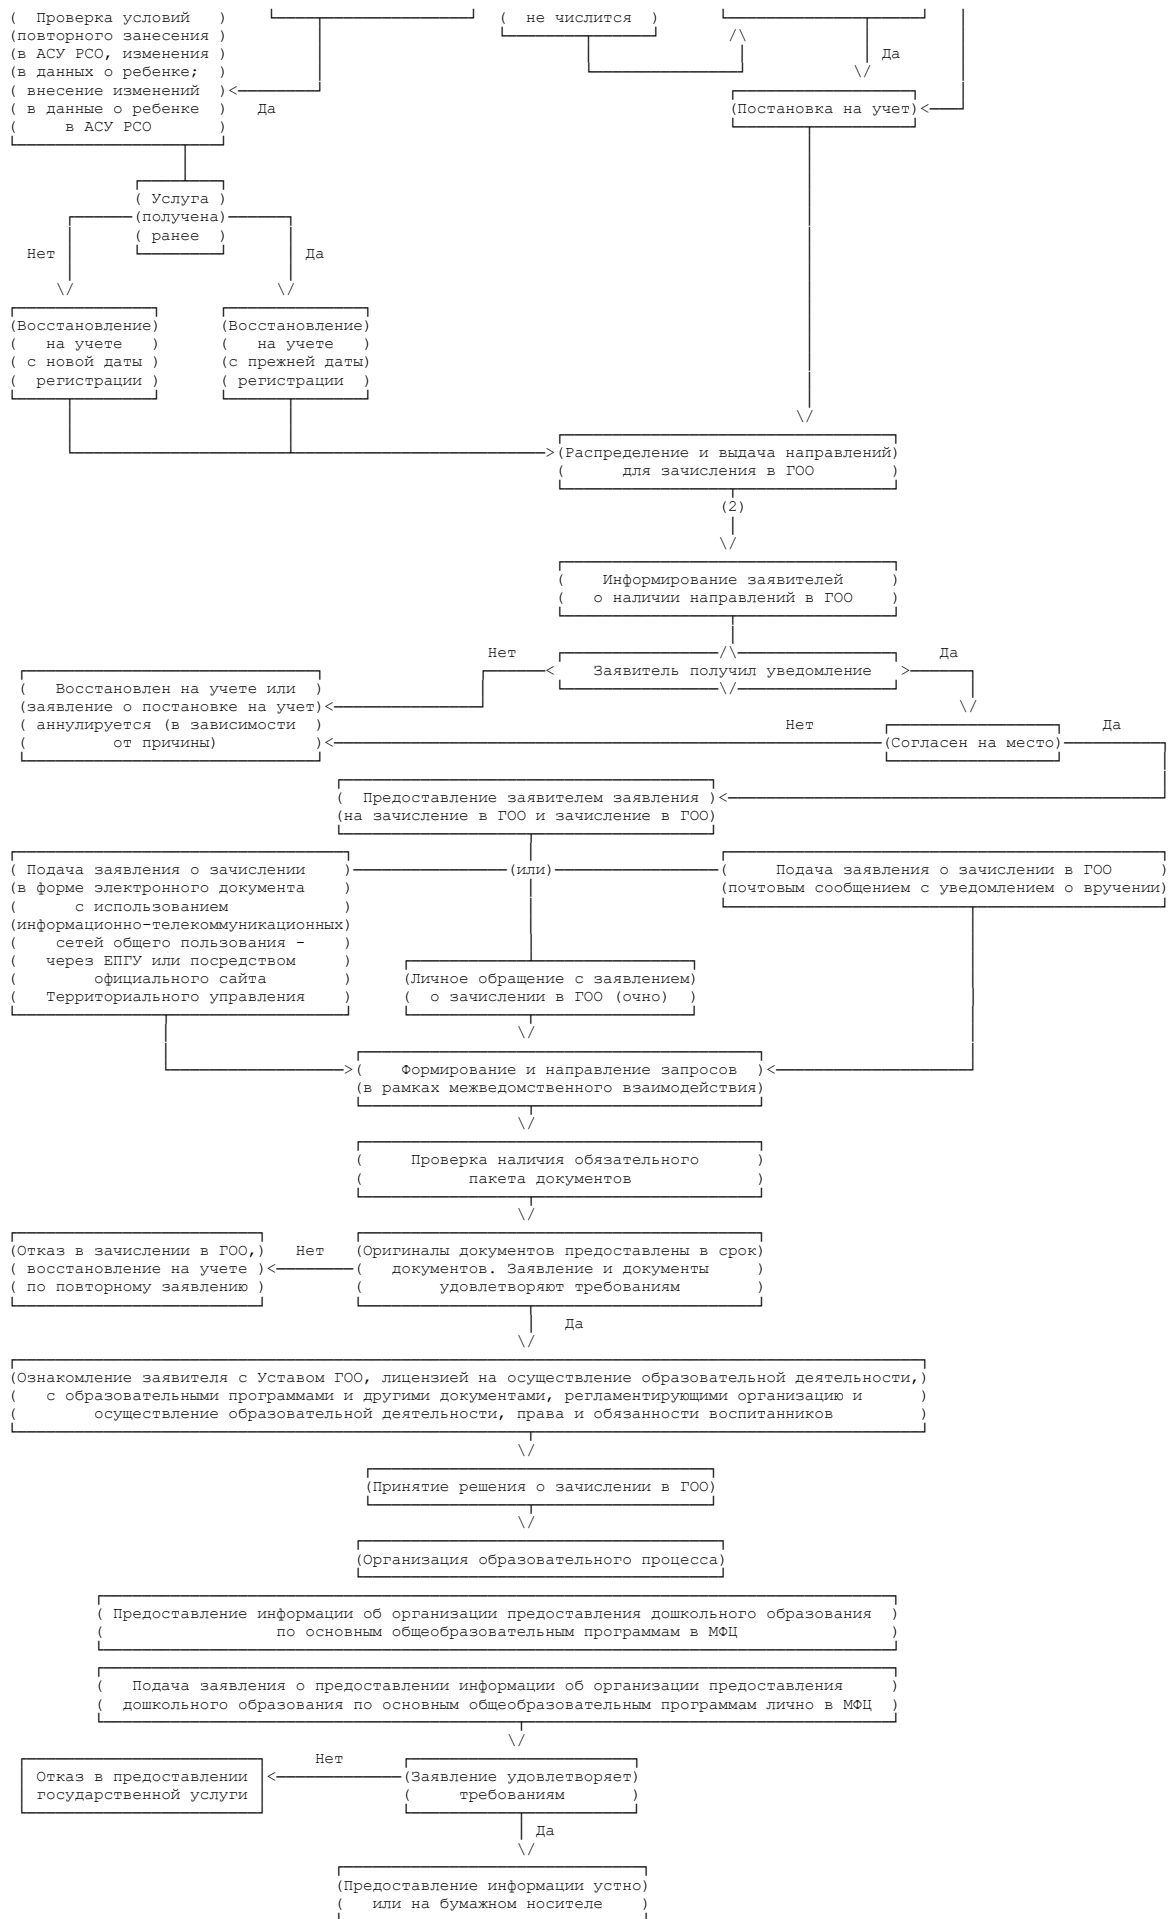 ( Проверка условий )
(повторного занесения )
(в АСУ РСО, изменения )
(в данных о ребенке; )
( внесение изменений )<
( в данные о ребенке )
( в АСУ РСО )
Да
( не числится )
Да
(Постановка на учет)<
( Услуга )
(получена)
( ранее )
Нет
Да
(Восстановление)
( на учете )
( с новой даты )
( регистрации )
(Восстановление)
( на учете )
(с прежней даты)
( регистрации )
>(Распределение и выдача направлений)
( для зачисления в ГОО )
(2)
( Информирование заявителей )
( о наличии направлений в ГОО )
Нет
< Заявитель получил уведомление >
Да
( Восстановлен на учете или )
(заявление о постановке на учет)<
( аннулируется (в зависимости )
( от причины) )<
Нет
(Согласен на место)
Да
( Предоставление заявителем заявления )<
(на зачисление в ГОО и зачисление в ГОО)
( Подача заявления о зачислении )
(в форме электронного документа )
( с использованием )
(информационно-телекоммуникационных)
( сетей общего пользования - )
( через ЕПГУ или посредством )
( официального сайта )
( Территориального управления )
(или)
( Подача заявления о зачислении в ГОО )
(почтовым сообщением с уведомлением о вручении)
(Личное обращение с заявлением)
( о зачислении в ГОО (очно) )
>( Формирование и направление запросов )<
(в рамках межведомственного взаимодействия)
( Проверка наличия обязательного )
( пакета документов )
(Отказ в зачислении в ГОО,)
( восстановление на учете )<
( по повторному заявлению )
Нет
(Оригиналы документов предоставлены в срок)
( документов. Заявление и документы )
( удовлетворяют требованиям )
Да
(Ознакомление заявителя с Уставом ГОО, лицензией на осуществление образовательной деятельности,)
( с образовательными программами и другими документами, регламентирующими организацию и )
( осуществление образовательной деятельности, права и обязанности воспитанников )
(Принятие решения о зачислении в ГОО)
(Организация образовательного процесса)
( Предоставление информации об организации предоставления дошкольного образования )
( по основным общеобразовательным программам в МФЦ )
( Подача заявления о предоставлении информации об организации предоставления )
( дошкольного образования по основным общеобразовательным программам лично в МФЦ )
Отказ в предоставлении
государственной услуги
Нет
(Заявление удовлетворяет)
( требованиям )
Да
(Предоставление информации устно)
( или на бумажном носителе )